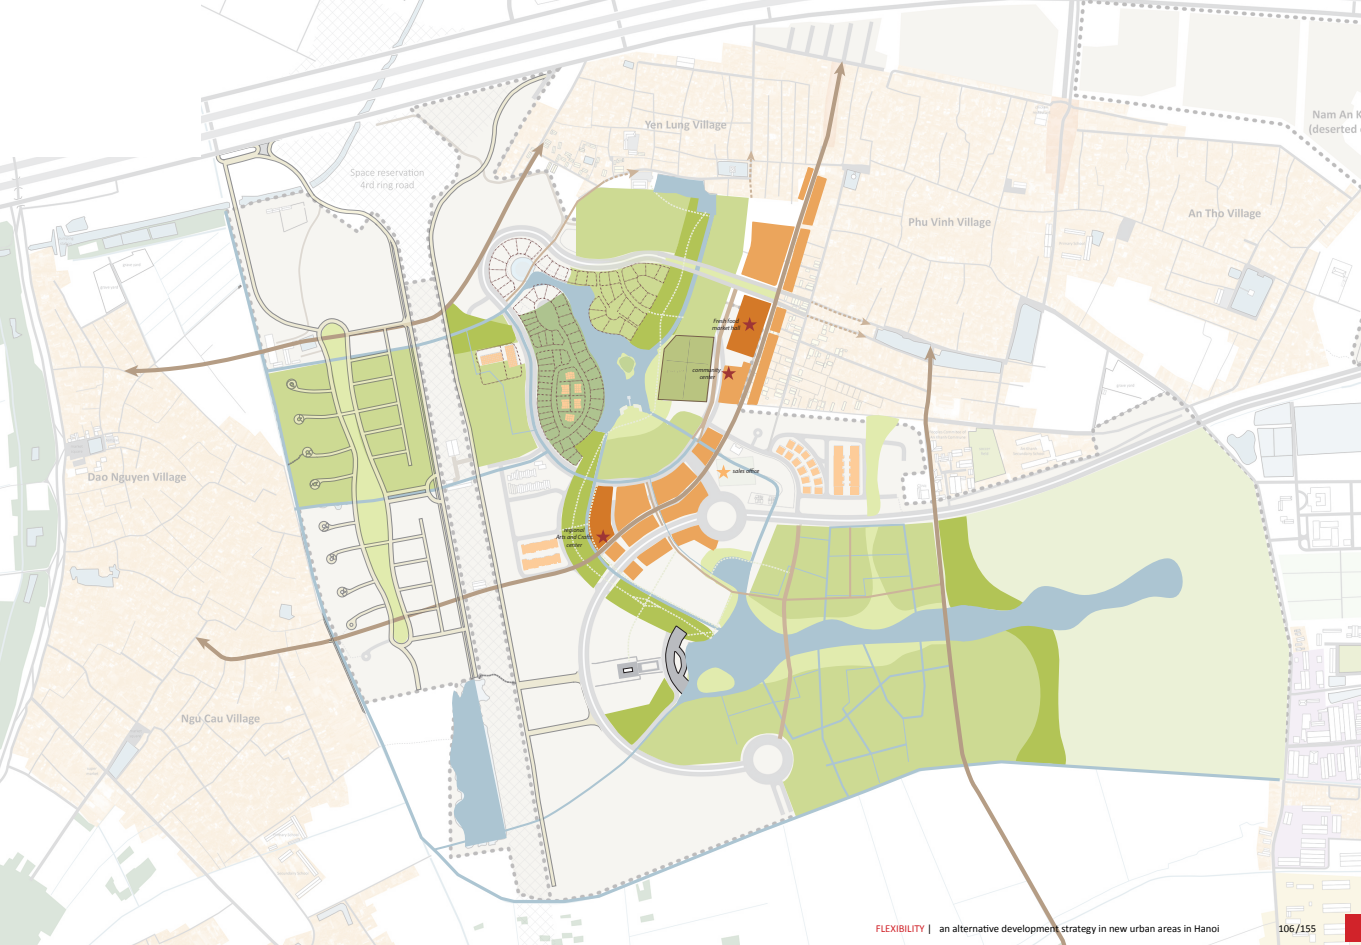 Nam An K
(deserted
Yen Lung Village
Space reservation
4rd ring road
An Tho Village
Phu Vinh Village
Fresh food
market hall
community
center
Dao Nguyen Village
sales office
regional
Arts and Crafts
center
Ngu Cau Village
FLEXIBILITY | an alternative development strategy in new urban areas in Hanoi
106/155